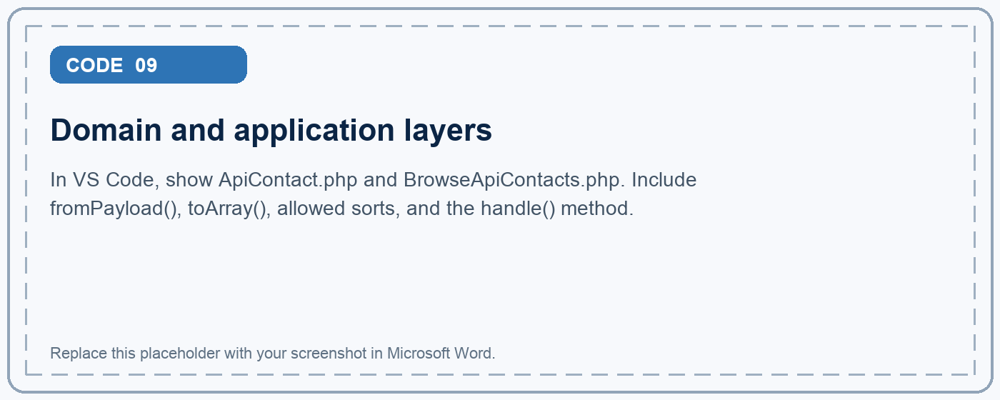 CODE 09
Domain and application layers
In VS Code, show ApiContact.php and BrowseApiContacts.php. Include
fromPayload(), toArray(), allowed sorts, and the handle() method.
Replace this placeholder with your screenshot in Microsoft Word.